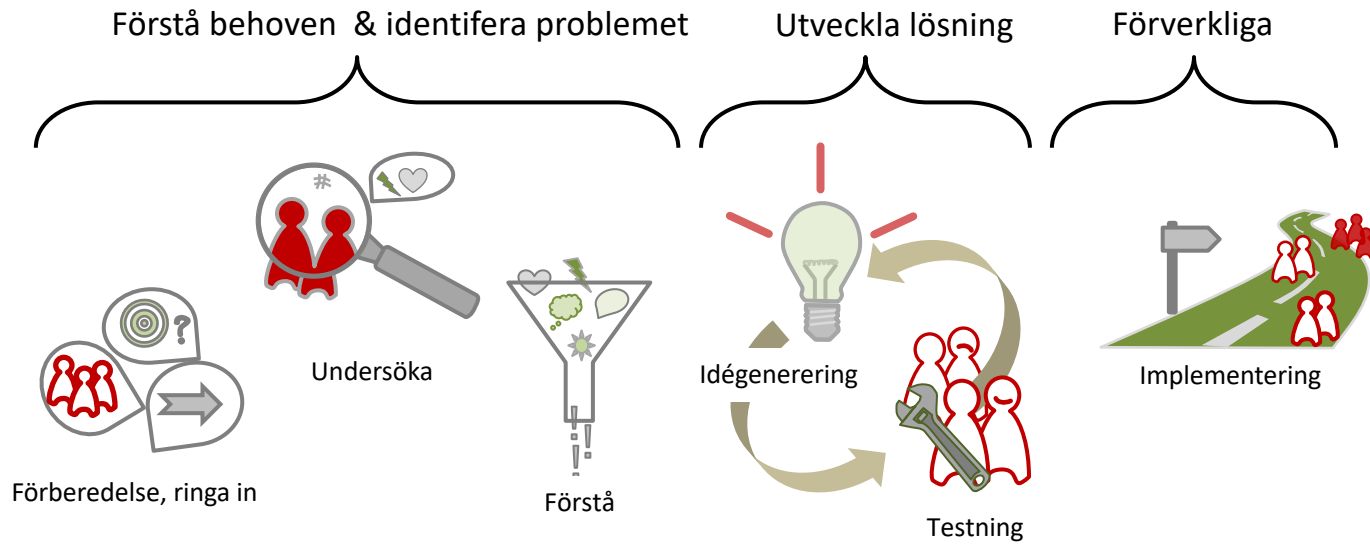 Förstå behoven & identifera problemet
Utveckla lösning
Förverkliga
#
?
Undersöka
Idégenerering
Implementering
Förberedelse, ringa in
Förstå
Testning